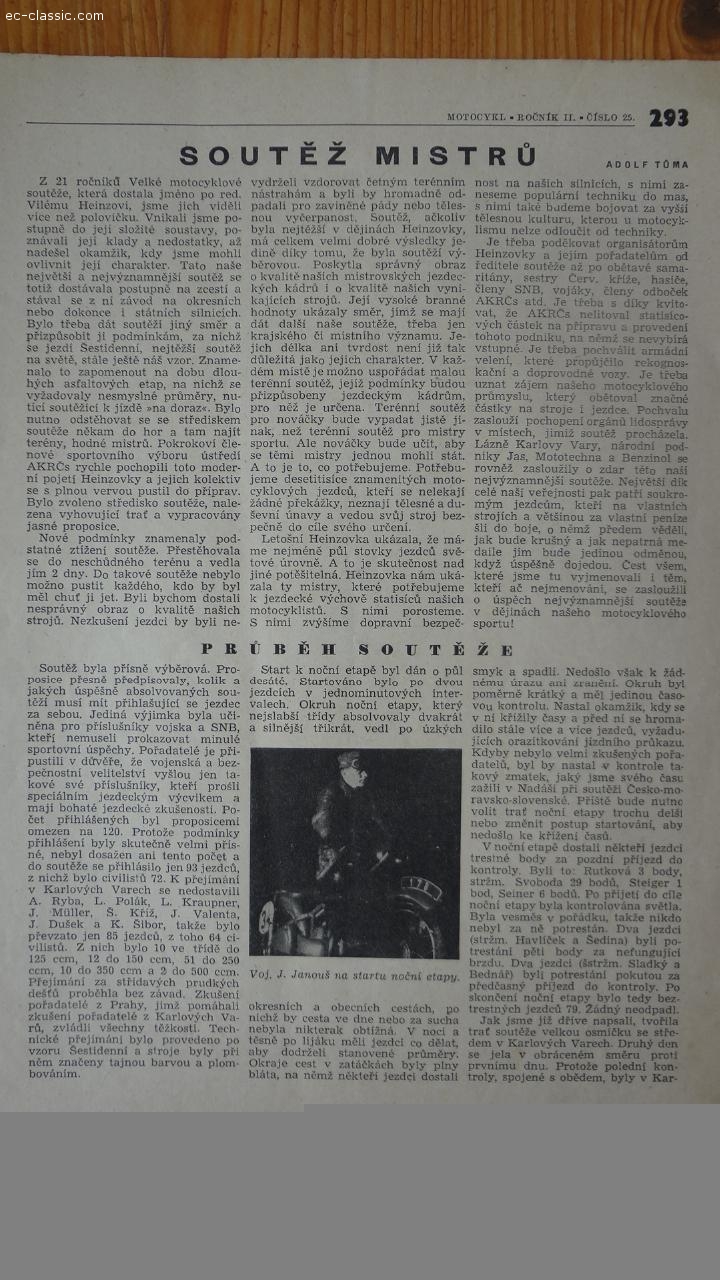 ec-classic.com
MOTOCYKL • ROČNÍK II. • ČÍSLO 25. 293
SOUTĚŽ MISTRŮ
ADOLF TŮMA
Z 21 ročníků Velké motocyklové
soutěže, která dostala jméno po red.
Vilému Heinzovi, jsme jich viděli
více než polovičku. Vnikali jsme po-
stupně do její složité soustavy, po-
znávali její klady a nedostatky, až
nadešel okamžik, kdy jsme mohli
ovlivnit její charakter. Tato naše
největší a nejvýznamnější soutěž se
totiž dostávala postupně na zcestí a
stával se z ní závod na okresních
nebo dokonce i státních silnicích.
Bylo třeba dát soutěži jiný směr a
přizpůsobit ji podmínkám, za nichž
se jezdí Šestidenní, nejtěžší soutěž
na světě, stále ještě náš vzor. Zname-
nalo to zapomenout na dobu dlou-
hých asfaltových etap, na nichž se
vyžadovaly nesmyslné průměry, nu-
tící soutěžící k jízdě »na doraz«. Bylo
nutno odstěhovat se se střediskem
soutěže někam do hor a tam najít
terény, hodné mistrů. Pokrokoví čle-
nové sportovního výboru ústředí
AKRČs rychle pochopili toto moder-
ní pojetí Heinzovky a jejich kolektiv
se s plnou vervou pustil do příprav.
Bylo zvoleno středisko soutěže, nale-
zena vyhovující trať a vypracovány
jasné proposice.
Nové podmínky znamenaly pod-
statné ztížení soutěže. Přestěhovala
se do neschůdného terénu a vedla
jím 2 dny. Do takové soutěže nebylo
možno pustit každého, kdo by byl
měl chuť ji jet. Byli bychom dostali
nesprávný obraz o kvalitě našich
strojů. Nezkušení jezdci by byli ne-
vydrželi vzdorovat četným terénním
nástrahám a byli by hromadně od-
padali pro zaviněné pády nebo těles-
nou vyčerpanost. Soutěž, ačkoliv
byla nejtěžší v dějinách Heinzovky,
má celkem velmi dobré výsledky je-
dině díky tomu, že byla soutěží vý-
běrovou. Poskytla správný obraz
o kvalitě našich mistrovských jezdec-
kých kádrů i o kvalitě našich vyni-
kajících strojů. Její vysoké branné
hodnoty ukázaly směr, jímž se mají
dát další naše soutěže, třeba jen
krajského či místního významu. Je-
jich délka ani tvrdost není již tak
důležitá jako jejich charakter. V kaž-
dém místě je možno uspořádat malou
terénní soutěž, jejíž podmínky budou
přizpůsobeny jezdeckým kádrům,
pro něž je určena. Terénní soutěž
pro nováčky bude vypadat jistě ji-
nak, než terénní soutěž pro mistry
sportu. Ale nováčky bude učit, aby
se těmi mistry jednou mohli stát.
A to je to, co potřebujeme. Potřebu-
jeme desetitisíce znamenitých moto-
cyklových jezdců, kteří se nelekají
žádné překážky, neznají tělesné a du-
ševní únavy a vedou svůj stroj bez-
pečně do cíle svého určení.
Letošní Heinzovka ukázala, že má-
me nejméně půl stovky jezdců svě-
tové úrovně. A to je skutečnost nad
jiné potěšitelná. Heinzovka nám uká-
zala ty mistry, které potřebujeme
k jezdecké výchově statisíců našich
motocyklistů. S nimi porosteme.
S nimi zvýšíme dopravní bezpeč-
nost na našich silnicích, s nimi za-
neseme populární techniku do mas,
s nimi také budeme bojovat za vyšší
tělesnou kulturu, kterou u motocyk-
lismu nelze odloučit od techniky.
Je třeba poděkovat organisátorům
Heinzovky a jejím pořadatelům od
ředitele soutěže až po obětavé sama-
ritány, sestry Červ. kříže, hasiče,
členy SNB, vojáky, členy odboček
AKRČs atd. Je třeba s díky kvito-
vat, že AKRČs nelitoval statisíco-
vých částek na přípravu a provedení
tohoto podniku, na němž se nevybírá
vstupné. Je třeba pochválit armádní
velení, které propůjčilo rekognos-
kační a doprovodné vozy. Je třeba
uznat zájem našeho motocyklového
průmyslu, který obětoval značné
částky na stroje i jezdce. Pochvalu
zaslouží pochopení orgánů lidosprávy
v místech, jimiž soutěž procházela.
Lázně Karlovy Vary, národní pod-
niky Jas, Mototechna a Benzinol se
rovněž zasloužily o zdar této naší
nejvýznamnější soutěže. Největší dík
celé naší veřejnosti pak patří soukro-
mým jezdcům, kteří na vlastních
strojích a většinou za vlastní peníze
šli do boje, o němž předem věděli,
jak bude krušný a jak nepatrná me-
daile jim bude jedinou odměnou,
když úspěšně dojedou. Čest všem,
které jsme tu vyjmenovali i těm,
kteří ač nejmenováni, se zasloužili
o úspěch nejvýznamnější soutěže
v dějinách našeho motocyklového
sportu!
PRŮBĚH SOUTĚŽE
Soutěž byla přísně výběrová. Pro-
posice přesně předpisovaly, kolik a
jakých úspěšně absolvovaných sou-
těží musí mít přihlašující se jezdec
za sebou. Jediná výjimka byla uči-
něna pro příslušníky vojska a SNB,
kteří nemuseli prokazovat minulé
sportovní úspěchy. Pořadatelé je při-
pustili v důvěře, že vojenská a bez-
pečnostní velitelství vyšlou jen ta-
kové své příslušníky, kteří prošli
speciálním jezdeckým výcvikem a
mají bohaté jezdecké zkušenosti. Po-
čet přihlášených byl proposicemi
omezen na 120. Protože podmínky
přihlášení byly skutečně velmi přís-
né, nebyl dosažen ani tento počet a
do soutěže se přihlásilo jen 93 jezdců,
z nichž bylo civilistů 72. K přejímání
v Karlových Varech se nedostavili
A. Ryba, L. Polák, L. Kraupner,
J. Müller, S. Kříž, J. Valenta,
J. Dušek a K. Šibor, takže bylo
převzato jen 85 jezdců, z toho 64 ci-
vilistů. Z nich bylo 10 ve třídě do
125 ccm, 12 do 150 ccm, 51 do 250
ccm, 10 do 350 ccm a 2 do 500 ccm.
Přejímání za střídavých prudkých
dešťů proběhla bez závad. Zkušení
pořadatelé z Prahy, jimž pomáhali
zkušení pořadatelé z Karlových Va-
rů, zvládli všechny těžkosti. Tech-
nické přejímání bylo provedeno po
vzoru Šestidenní a stroje byly při
něm značeny tajnou barvou a plom-
bováním.
Start k noční etapě byl dán o půl
desáté. Startováno bylo po dvou
jezdcích v jednominutových inter-
valech. Okruh noční etapy, který
nejslabší třídy absolvovaly dvakrát
a silnější třikrát, vedl po úzkých
171
Voj. J. Janouš na startu noční etapy.
okresních a obecních cestách, po
nichž by cesta ve dne nebo za sucha
nebyla nikterak obtížná. V noci a
těsně po lijáku měli jezdci co dělat,
aby dodrželi stanovené průměry.
Okraje cest v zatáčkách byly plny
bláta, na němž někteří jezdci dostali
smyk a spadli. Nedošlo však k žád-
nému úrazu ani zranění. Okruh byl
poměrně krátký a měl jedinou časo-
vou kontrolu. Nastal okamžik, kdy se
v ní křížily časy a před ní se hroma-
dilo stále více a více jezdců, vyžadu-
jících orazítkování jízdního průkazu.
Kdyby nebylo velmi zkušených pořa-
datelů, byl by nastal v kontrole ta-
kový zmatek, jaký jsme svého času
zažili v Nadáši při soutěži Česko-mo-
ravsko-slovenské. Příště bude nutno
volit trať noční etapy trochu delší
nebo změnit postup startování, aby
nedošlo ke křížení časů.
V noční etapě dostali někteří jezdci
trestné body za pozdní příjezd do
kontroly. Byli to: Rutková 3 body,
stržm. Svoboda 29 bodů, Steiger 1
bod, Seiner 6 bodů. Po přijetí do cíle
noční etapy byla kontrolována světla.
Byla vesměs v pořádku, takže nikdo
nebyl za ně potrestán. Dva jezdci
(stržm. Havlíček a Šedina) byli po-
trestáni pěti body za nefungující
brzdu. Dva jezdci (šstržm. Sladký a
Bednář) byli potrestáni pokutou za
předčasný příjezd do kontroly. Po
skončení noční etapy bylo tedy bez-
trestných jezdců 79. Žádný neodpadl.
Jak jsme již dříve napsali, tvořila
trať soutěže velkou osmičku se stře-
dem v Karlových Varech. Druhý den
se jela v obráceném směru proti
prvnímu dnu. Protože polední kon-
troly, spojené s obědem, byly v Kar-